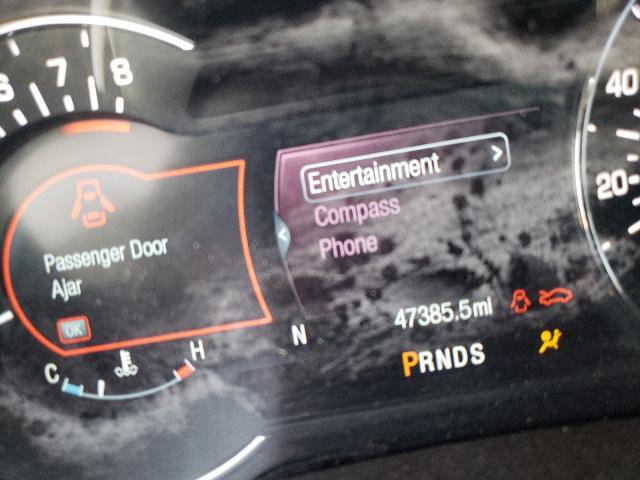 6 7 8
40
20
Entertainment >
Compass
Phone
Passenger Door
Ajar
OK
47385.5mi
N
C H
PRNDS